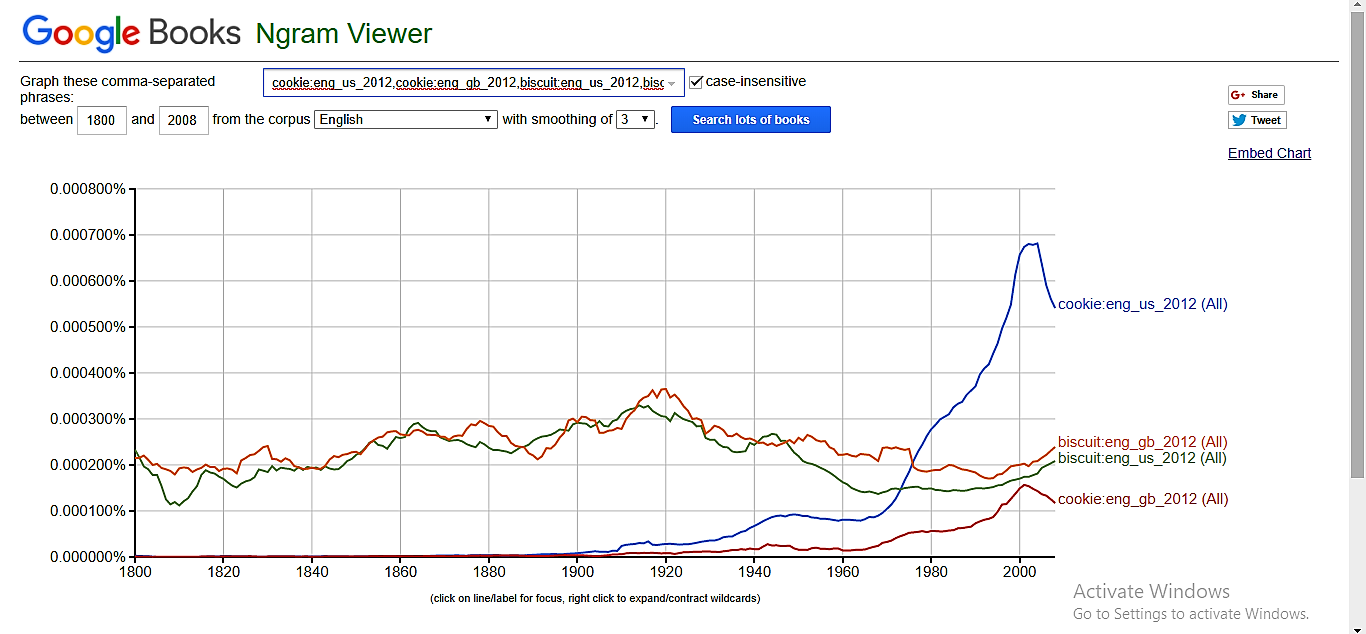 Google Books Ngram Viewer
Graph these comma-separated phrases: cookie:eng_us_2012,cookie:eng_gb_2012,biscuit:eng_us_2012,bisc case-insensitive
between 1800 and 2008 from the corpus English with smoothing of 3 . Search lots of books
Share
Tweet
Embed Chart
0.000800%
0.000700%
0.000600%
0.000500%
0.000400%
0.000300%
0.000200%
0.000100%
0.000000%
cookie:eng_us_2012 (All)
biscuit:eng_gb_2012 (All)
biscuit:eng_us_2012 (All)
cookie:eng_gb_2012 (All)
1800 1820 1840 1860 1880 1900 1920 1940 1960 1980 2000
(click on line/label for focus, right click to expand/contract wildcards)
Activate Windows
Go to Settings to activate Windows.